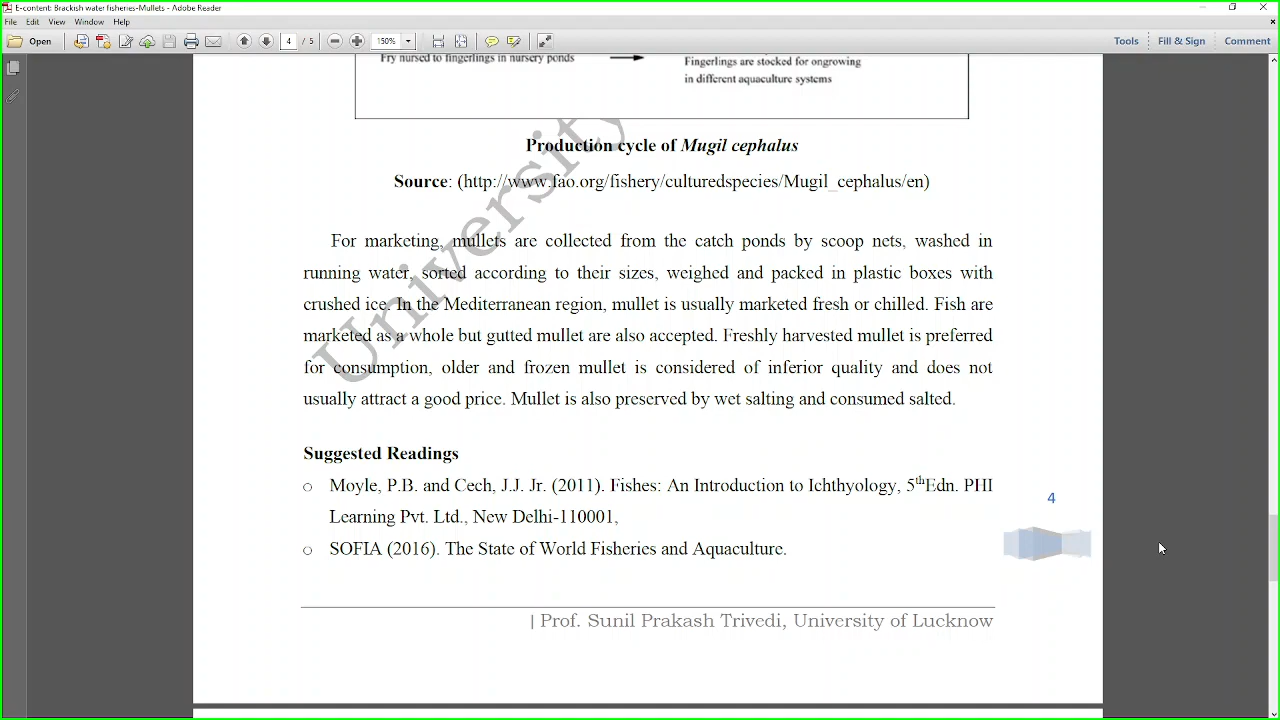 E-content: Brackish water fisheries-Mullets - Adobe Reader
File Edit View Window Help
Open 4 / 5 150% Tools Fill & Sign Comment
Fry nursed to fingerlings in nursery ponds
Fingerlings are stocked for ongrowing
in different aquaculture systems
Production cycle of Mugil cephalus
Source: (http://www.fao.org/fishery/culturedspecies/Mugil_cephalus/en)
For marketing, mullets are collected from the catch ponds by scoop nets, washed in
running water, sorted according to their sizes, weighed and packed in plastic boxes with
crushed ice. In the Mediterranean region, mullet is usually marketed fresh or chilled. Fish are
marketed as a whole but gutted mullet are also accepted. Freshly harvested mullet is preferred
for consumption, older and frozen mullet is considered of inferior quality and does not
usually attract a good price. Mullet is also preserved by wet salting and consumed salted.
University
Suggested Readings
○ Moyle, P.B. and Cech, J.J. Jr. (2011). Fishes: An Introduction to Ichthyology, 5thEdn. PHI
Learning Pvt. Ltd., New Delhi-110001,
○ SOFIA (2016). The State of World Fisheries and Aquaculture.
4
| Prof. Sunil Prakash Trivedi, University of Lucknow